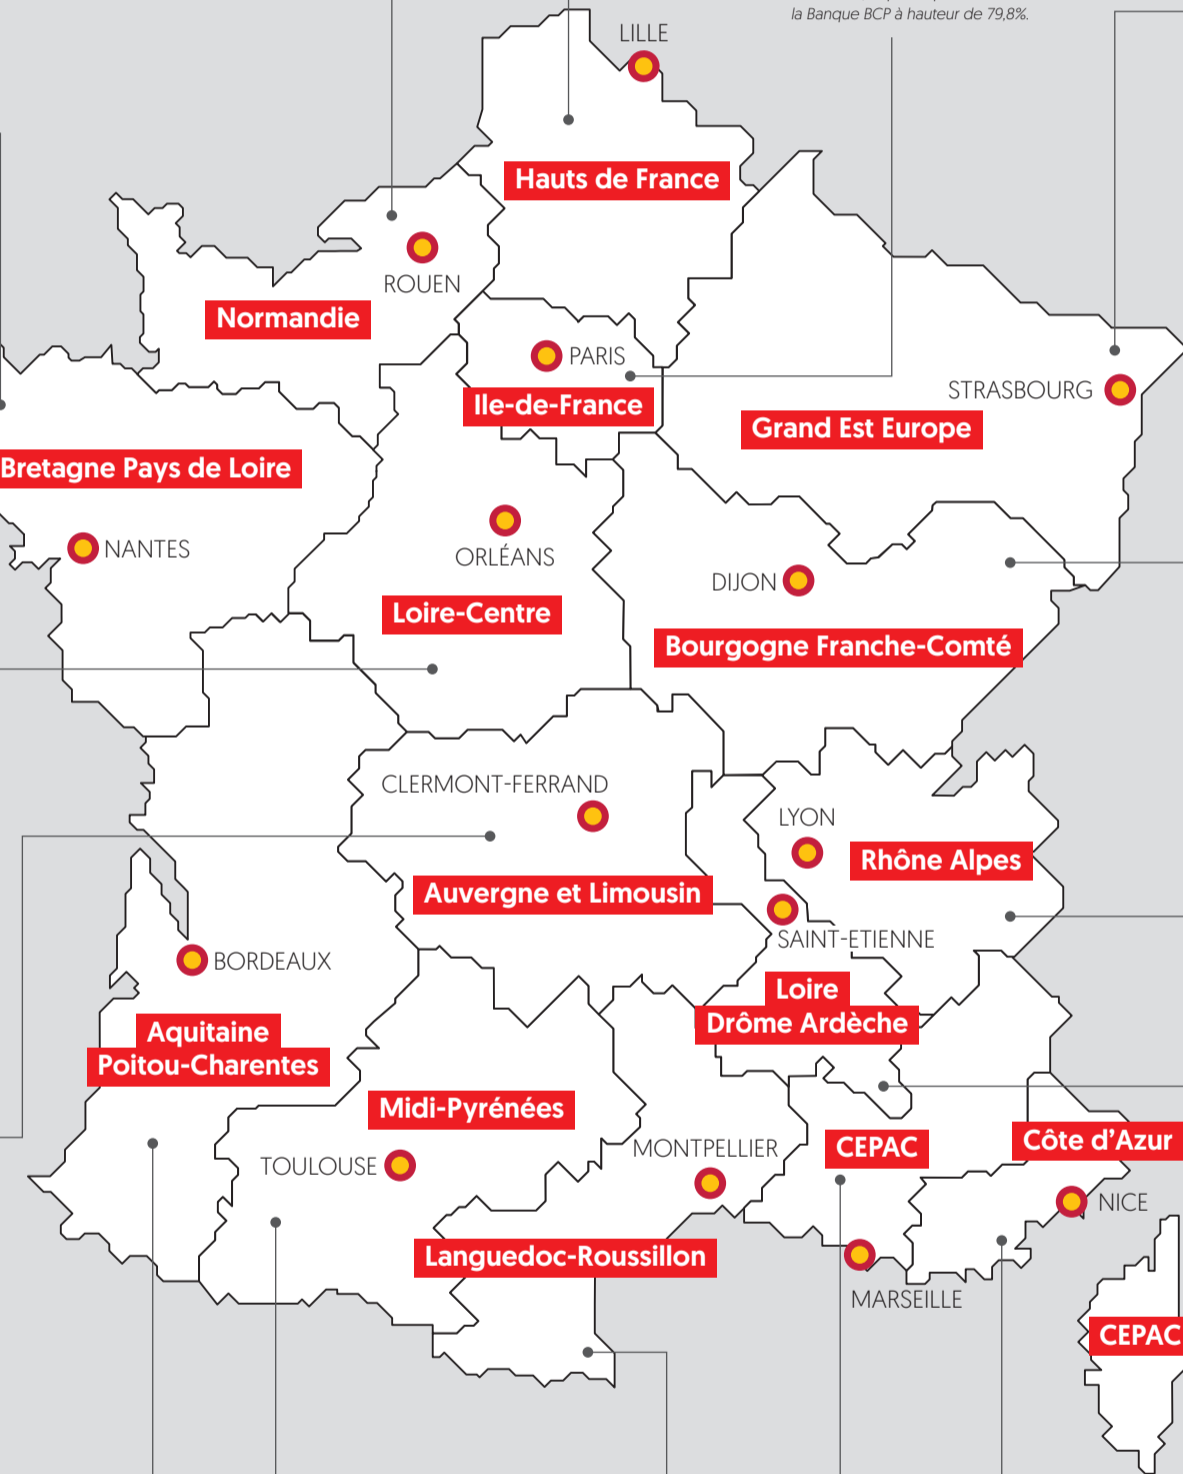 la Banque BCP à hauteur de 79,8%.
LILLE
Hauts de France
ROUEN
Normandie
PARIS
Ile-de-France
STRASBOURG
Grand Est Europe
Bretagne Pays de Loire
NANTES
ORLÉANS
Loire-Centre
DIJON
Bourgogne Franche-Comté
CLERMONT-FERRAND
LYON
Rhône Alpes
Auvergne et Limousin
SAINT-ETIENNE
BORDEAUX
Loire
Drôme Ardèche
Aquitaine
Poitou-Charentes
Midi-Pyrénées
TOULOUSE
MONTPELLIER
CEPAC
Côte d'Azur
NICE
Languedoc-Roussillon
MARSEILLE
CEPAC